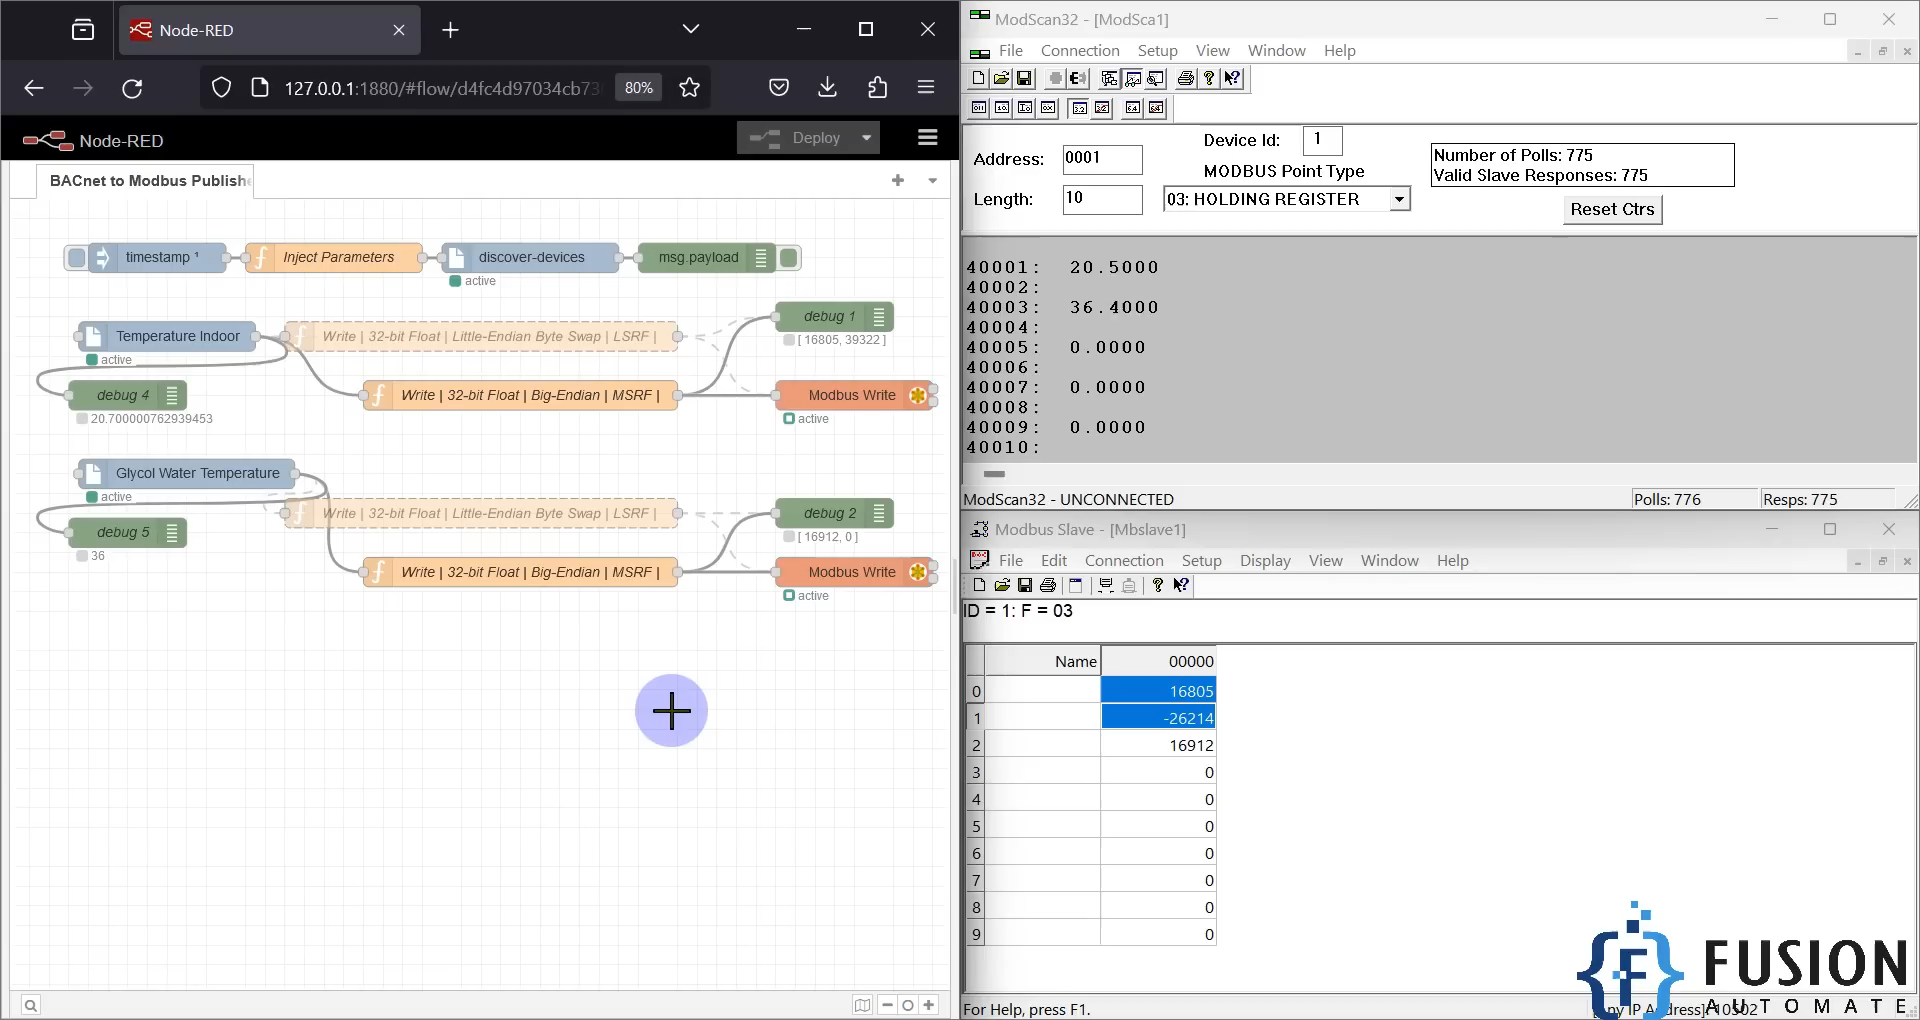 Node-RED
127.0.0.1:1880/#flow/d4fc4d97034cb73
80%
Node-RED
Deploy
BACnet to Modbus Publishe
timestamp ¹
Inject Parameters
discover-devices
msg.payload
active
debug 1
[ 16805, 39322 ]
Temperature Indoor
active
Write | 32-bit Float | Little-Endian Byte Swap | LSRF |
debug 4
20.700000762939453
Write | 32-bit Float | Big-Endian | MSRF |
Modbus Write
active
Glycol Water Temperature
active
Write | 32-bit Float | Little-Endian Byte Swap | LSRF |
debug 2
[ 16912, 0 ]
debug 5
36
Write | 32-bit Float | Big-Endian | MSRF |
Modbus Write
active
ModScan32 - [ModSca1]
File Connection Setup View Window Help
Address: 0001
Device Id: 1
MODBUS Point Type
Length: 10
03: HOLDING REGISTER
Number of Polls: 775
Valid Slave Responses: 775
Reset Ctrs
40001: 20.5000
40002:
40003: 36.4000
40004:
40005: 0.0000
40006:
40007: 0.0000
40008:
40009: 0.0000
40010:
ModScan32 - UNCONNECTED
Polls: 776
Resps: 775
Modbus Slave - [Mbslave1]
File Edit Connection Setup Display View Window Help
ID = 1: F = 03
Name 00000
0 16805
1 -26214
2 16912
3 0
4 0
5 0
6 0
7 0
8 0
9 0
For Help, press F1.
FUSION
AUTOMATE